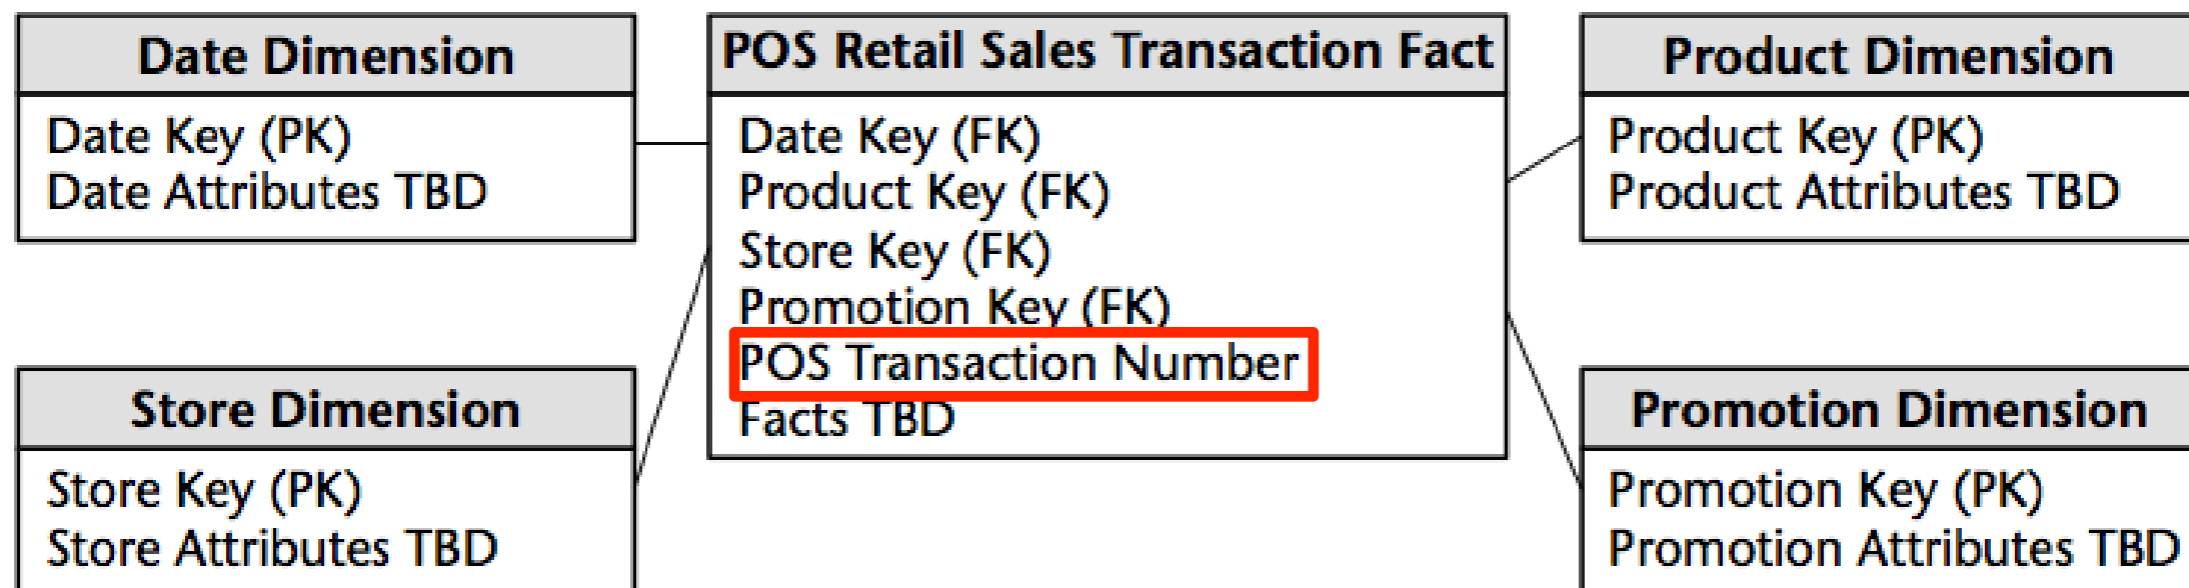 Date Dimension
Date Key (PK)
Date Attributes TBD
Store Dimension
Store Key (PK)
Store Attributes TBD
POS Retail Sales Transaction Fact
Date Key (FK)
Product Key (FK)
Store Key (FK)
Promotion Key (FK)
POS Transaction Number
Facts TBD
Product Dimension
Product Key (PK)
Product Attributes TBD
Promotion Dimension
Promotion Key (PK)
Promotion Attributes TBD